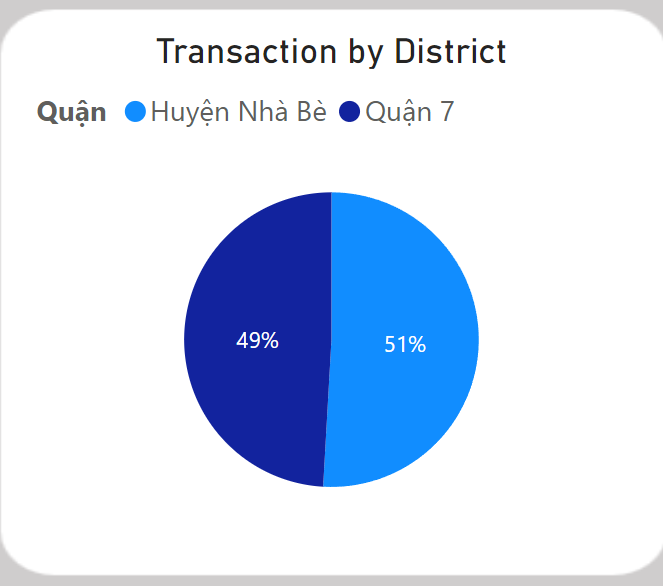 Transaction by District
Quận Huyện Nhà Bè Quận 7
49%
51%